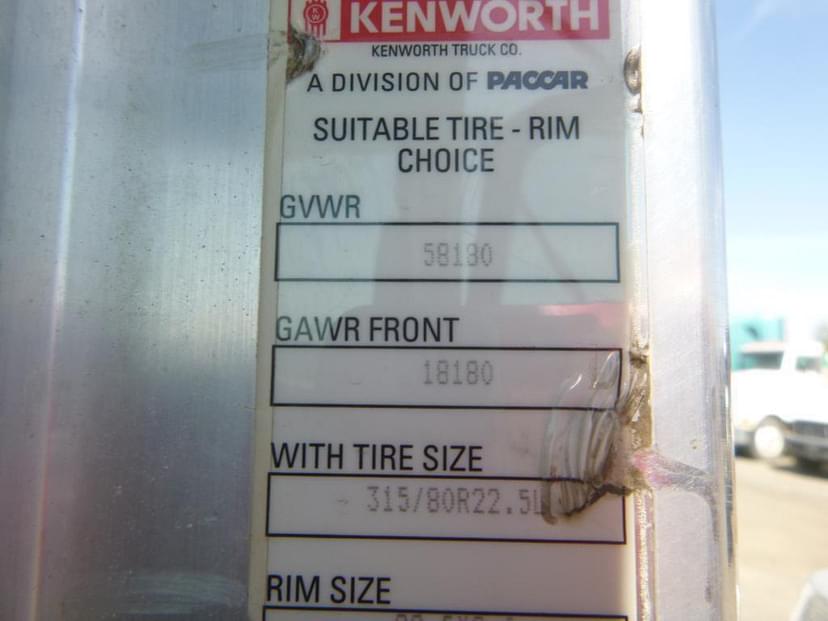 KENWORTH
KENWORTH TRUCK CO.
A DIVISION OF PACCAR
SUITABLE TIRE - RIM
CHOICE
GVWR
58180
GAWR FRONT
18180
WITH TIRE SIZE
315/80R22.5L
RIM SIZE